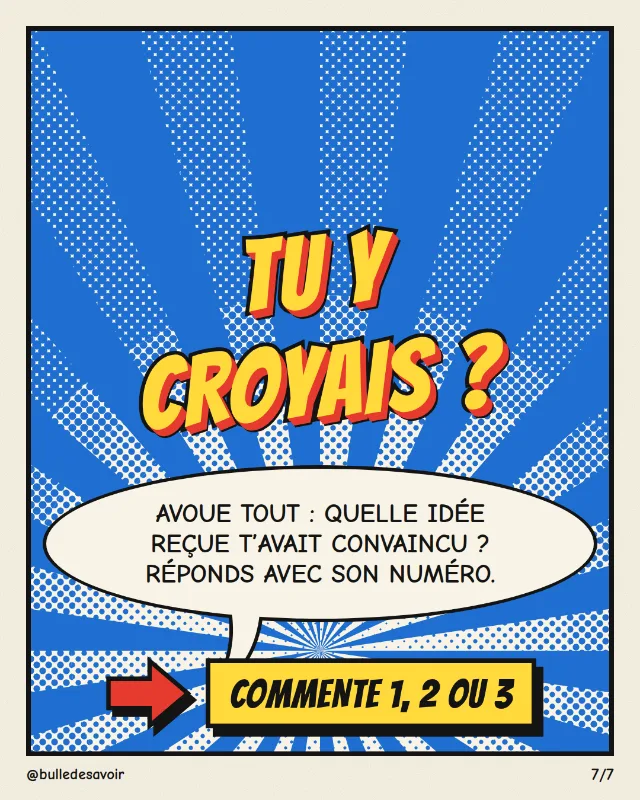 TU Y
CROYAIS ?
AVOUE TOUT : QUELLE IDÉE
REÇUE T'AVAIT CONVAINCU ?
RÉPONDS AVEC SON NUMÉRO.
COMMENTE 1, 2 OU 3
@bulledesavoir
7/7